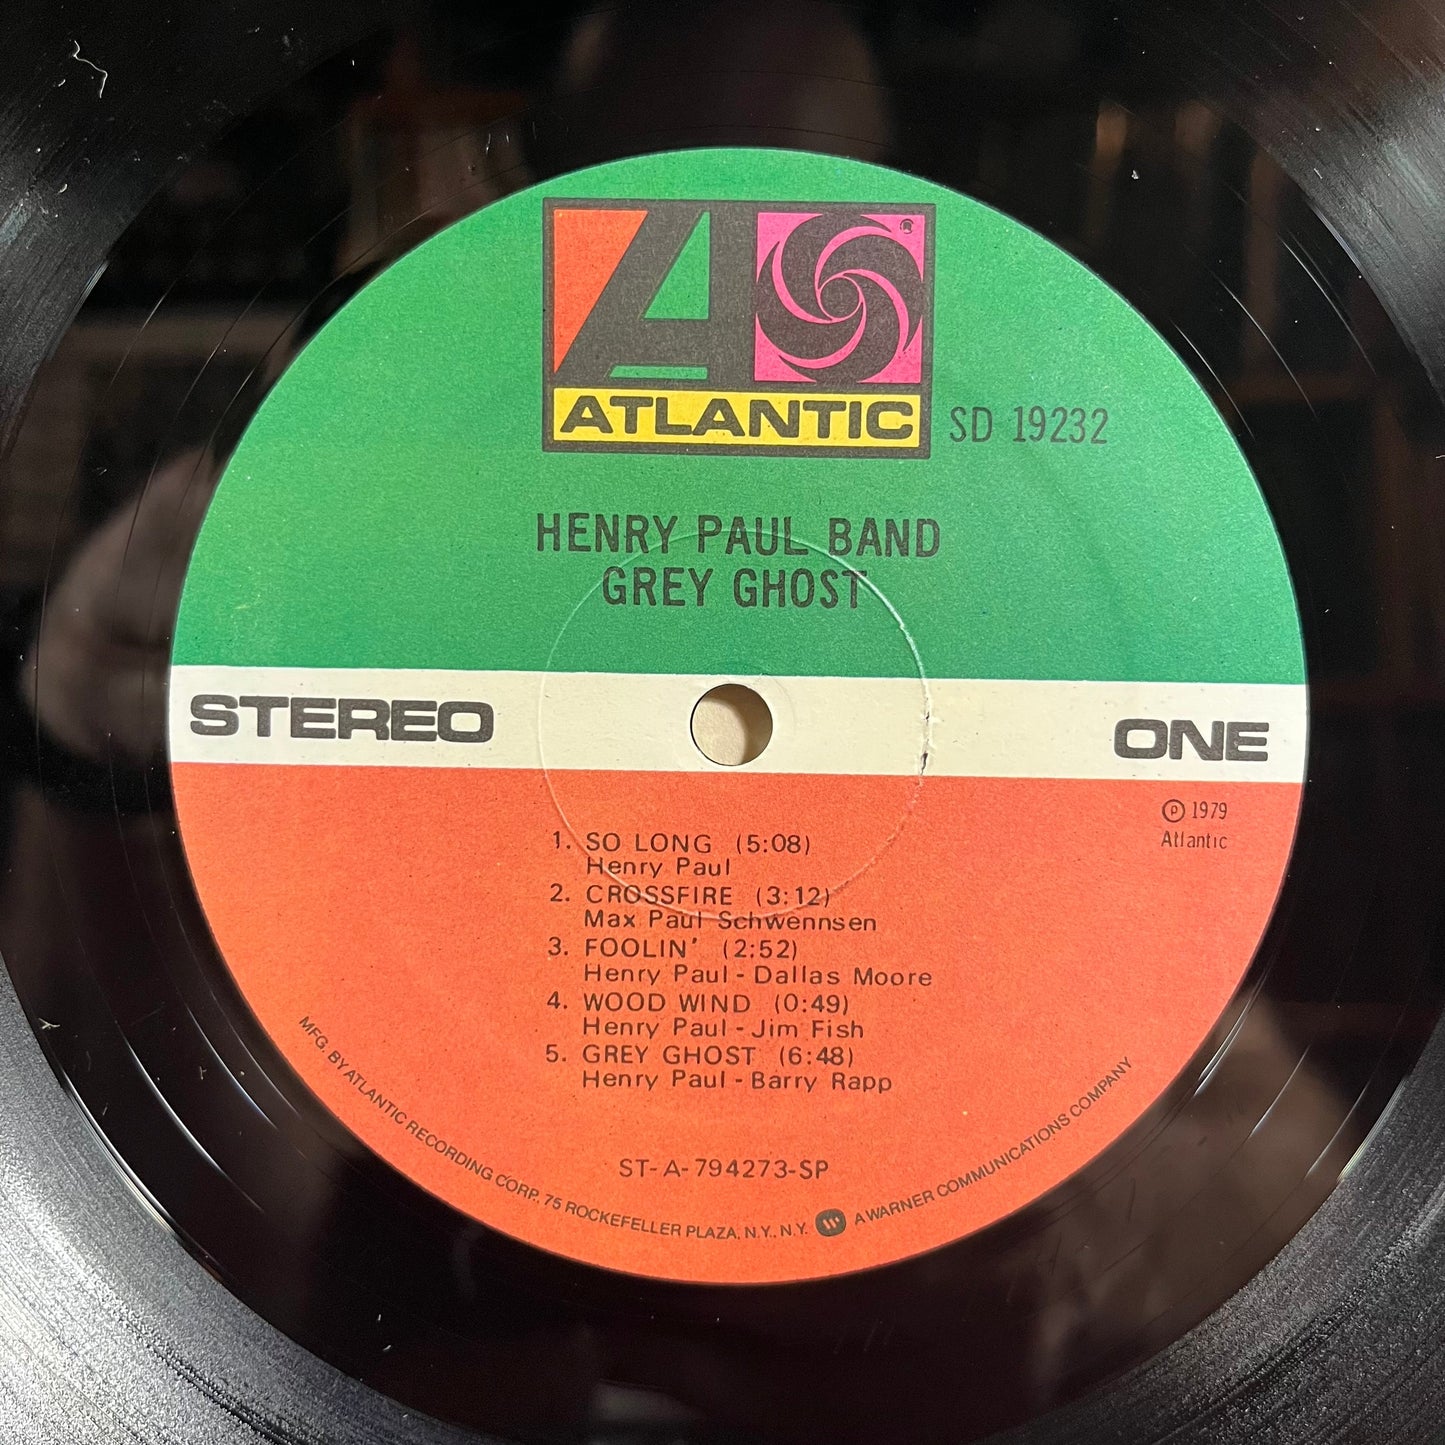 ATLANTIC
SD 19232
HENRY PAUL BAND
GREY GHOST
STEREO
ONE
℗ 1979
Atlantic
1. SO LONG (5:08)
Henry Paul
2. CROSSFIRE (3:12)
Max Paul Schwennsen
3. FOOLIN' (2:52)
Henry Paul - Dallas Moore
4. WOOD WIND (0:49)
Henry Paul - Jim Fish
5. GREY GHOST (6:48)
Henry Paul - Barry Rapp
ST-A-794273-SP
MFG. BY ATLANTIC RECORDING CORP., 75 ROCKEFELLER PLAZA, N.Y., N.Y. A WARNER COMMUNICATIONS COMPANY